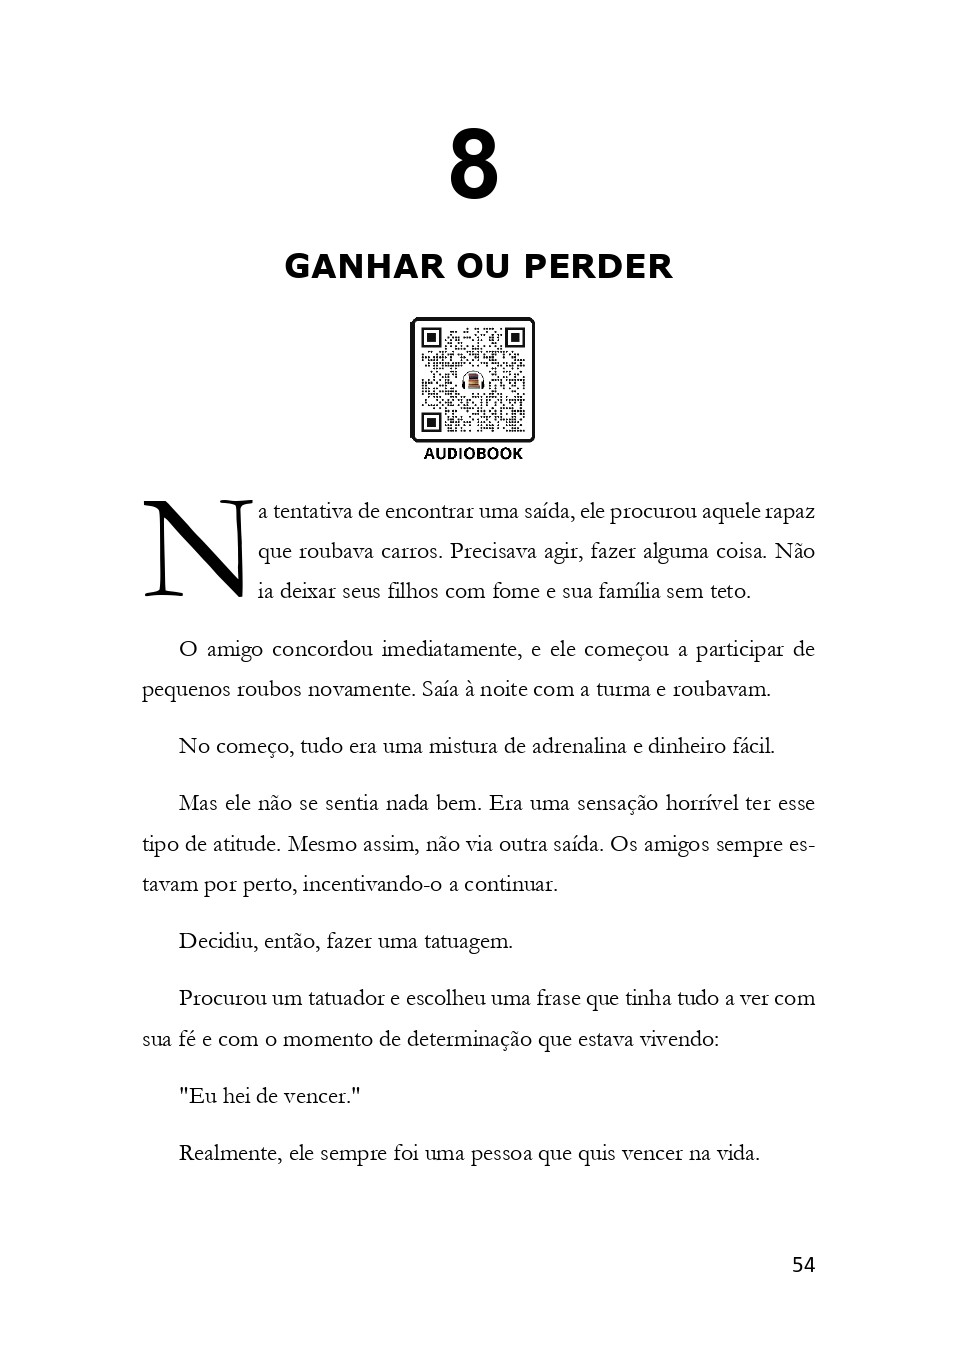 8
GANHAR OU PERDER
AUDIOBOOK
Na tentativa de encontrar uma saída, ele procurou aquele rapaz
que roubava carros. Precisava agir, fazer alguma coisa. Não
ia deixar seus filhos com fome e sua família sem teto.
O amigo concordou imediatamente, e ele começou a participar de
pequenos roubos novamente. Saía à noite com a turma e roubavam.
No começo, tudo era uma mistura de adrenalina e dinheiro fácil.
Mas ele não se sentia nada bem. Era uma sensação horrível ter esse
tipo de atitude. Mesmo assim, não via outra saída. Os amigos sempre es-
tavam por perto, incentivando-o a continuar.
Decidiu, então, fazer uma tatuagem.
Procurou um tatuador e escolheu uma frase que tinha tudo a ver com
sua fé e com o momento de determinação que estava vivendo:
"Eu hei de vencer."
Realmente, ele sempre foi uma pessoa que quis vencer na vida.
54